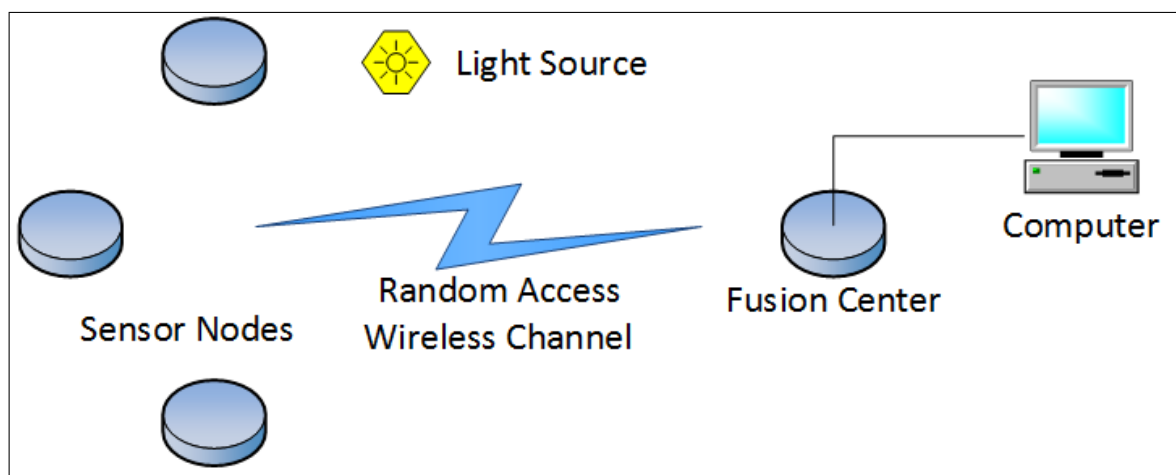 Light Source
Computer
Sensor Nodes
Random Access
Wireless Channel
Fusion Center